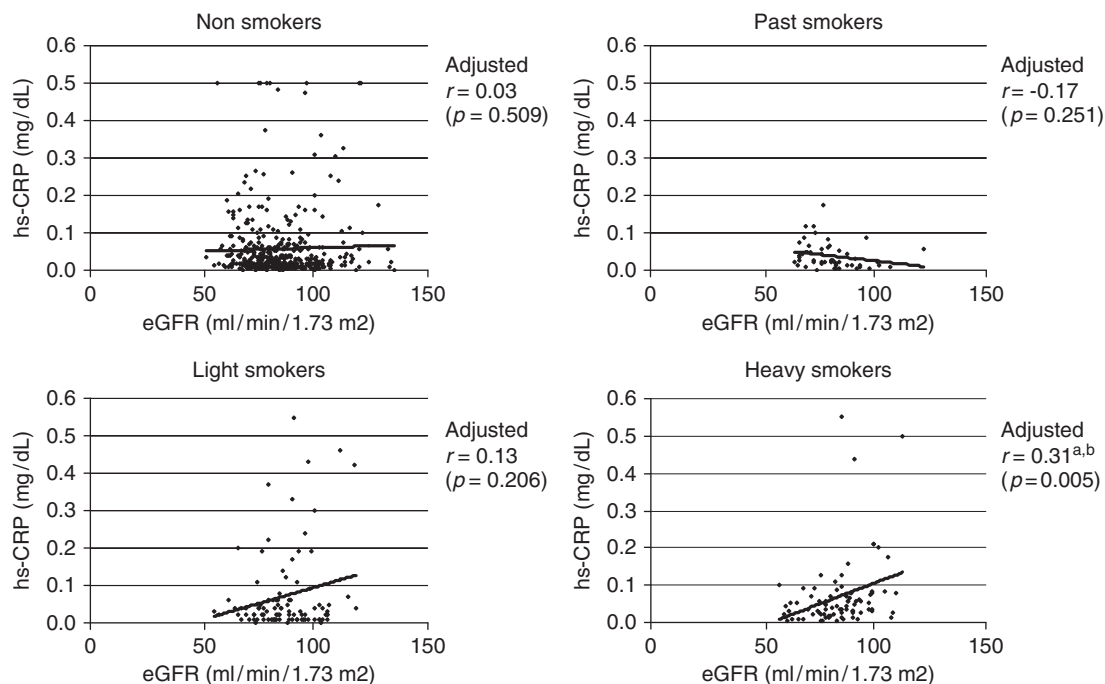 Non smokers
0.6
0.5
0.4
0.3
0.2
0.1
0.0
hs-CRP (mg/dL)
0
50
100
150
eGFR (ml/min/1.73 m2)
Adjusted
r = 0.03
(p = 0.509)
Past smokers
0.6
0.5
0.4
0.3
0.2
0.1
0.0
hs-CRP (mg/dL)
0
50
100
150
eGFR (ml/min/1.73 m2)
Adjusted
r = -0.17
(p = 0.251)
Light smokers
0.6
0.5
0.4
0.3
0.2
0.1
0.0
hs-CRP (mg/dL)
0
50
100
150
eGFR (ml/min/1.73 m2)
Adjusted
r = 0.13
(p = 0.206)
Heavy smokers
0.6
0.5
0.4
0.3
0.2
0.1
0.0
hs-CRP (mg/dL)
0
50
100
150
eGFR (ml/min/1.73 m2)
Adjusted
r = 0.31a,b
(p = 0.005)